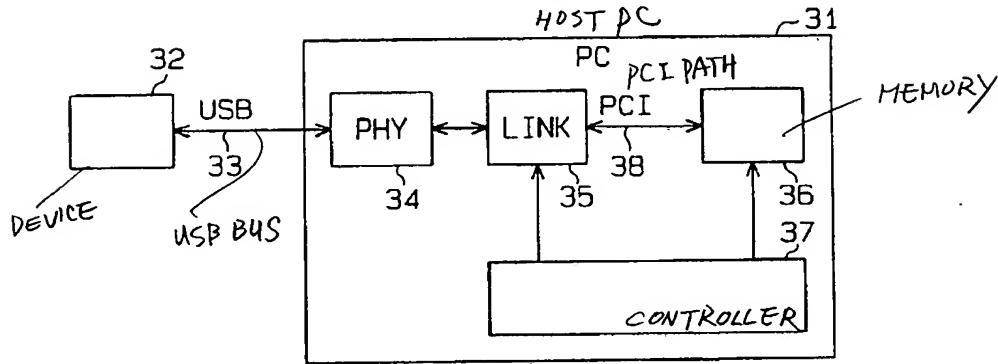 HOST PC
31
PC
32
PCI PATH
MEMORY
USB
PHY
LINK
PCI
33
38
34
35
36
DEVICE
USB BUS
37
CONTROLLER